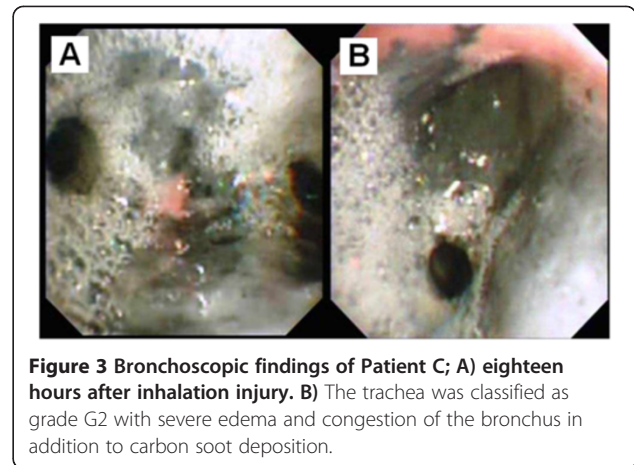 A B
Figure 3 Bronchoscopic findings of Patient C; A) eighteen
hours after inhalation injury. B) The trachea was classified as
grade G2 with severe edema and congestion of the bronchus in
addition to carbon soot deposition.